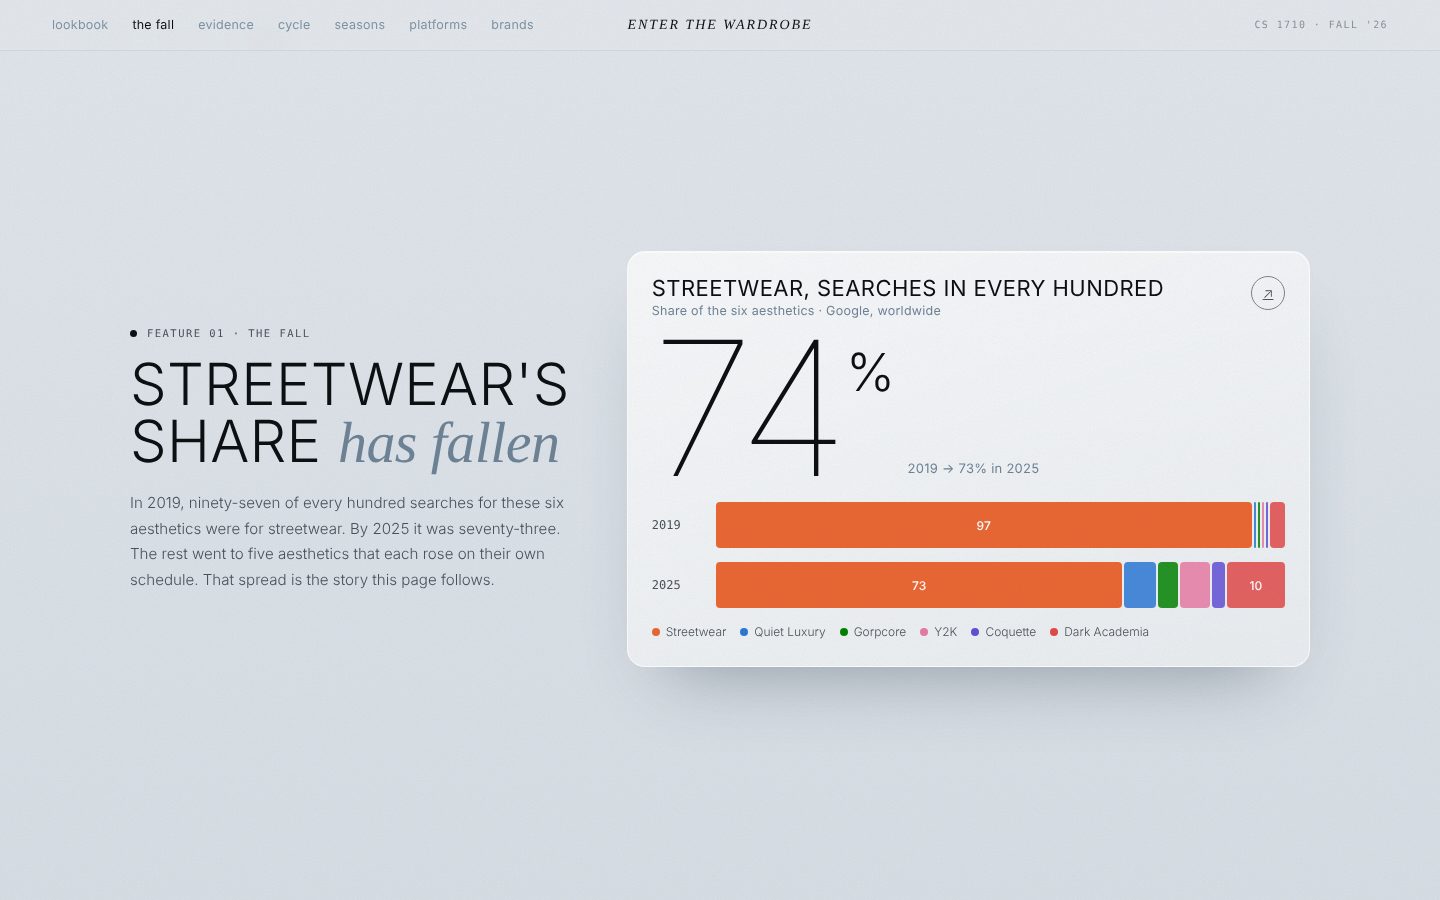 lookbook the fall evidence cycle seasons platforms brands
ENTER THE WARDROBE
CS 1710 · FALL '26
FEATURE 01 · THE FALL
STREETWEAR'S
SHARE has fallen
In 2019, ninety-seven of every hundred searches for these six
aesthetics were for streetwear. By 2025 it was seventy-three.
The rest went to five aesthetics that each rose on their own
schedule. That spread is the story this page follows.
STREETWEAR, SEARCHES IN EVERY HUNDRED
Share of the six aesthetics · Google, worldwide
74%
2019 → 73% in 2025
2019 97
2025 73 10
Streetwear Quiet Luxury Gorpcore Y2K Coquette Dark Academia